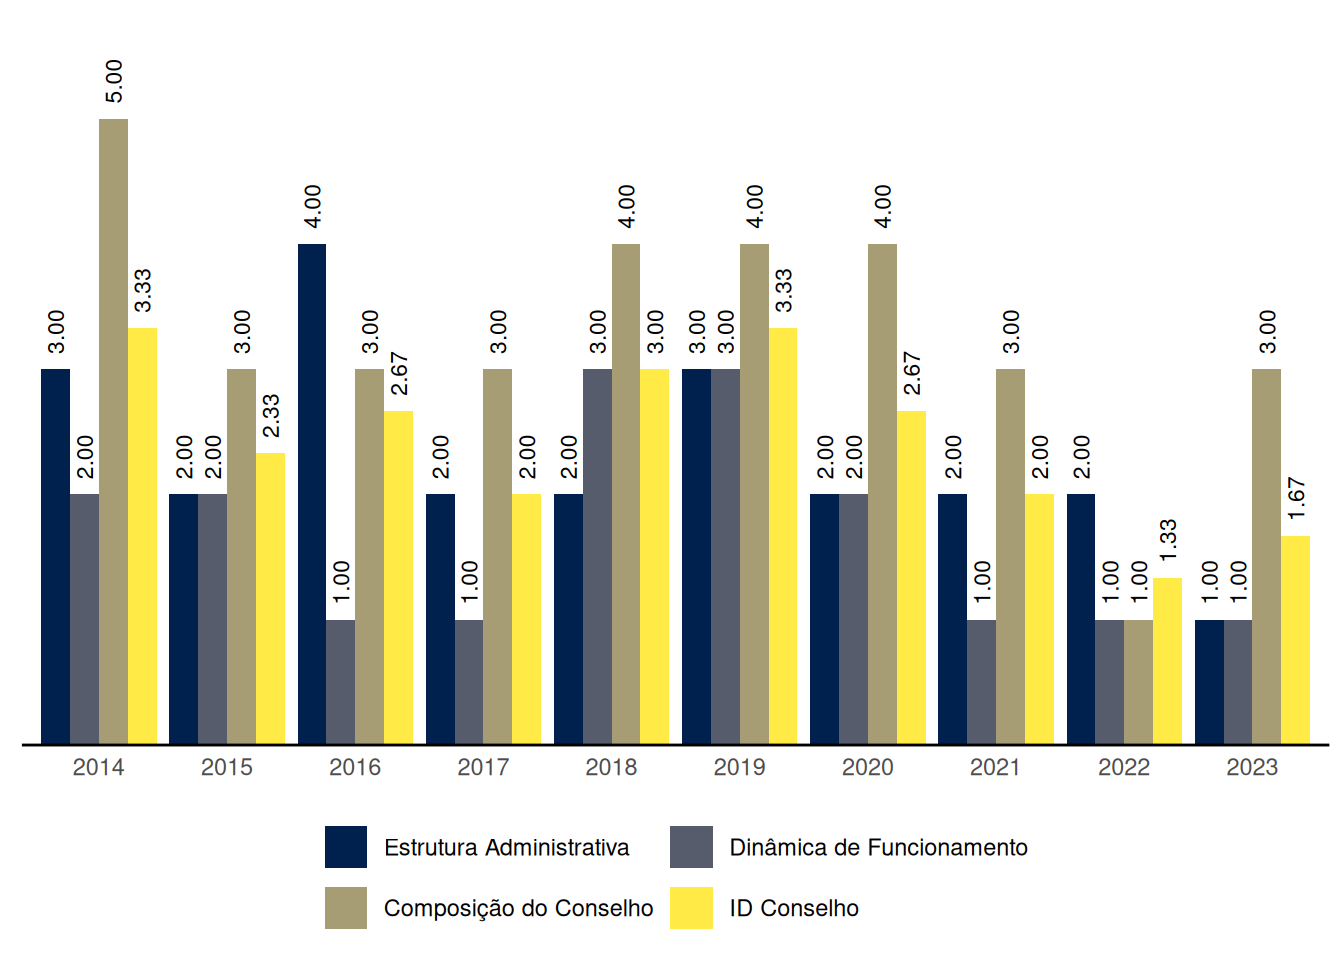 3.00 2.00 5.00 3.33 2.00 2.00 3.00 2.33 4.00 1.00 3.00 2.67 2.00 1.00 3.00 2.00 2.00 3.00 4.00 3.00 3.00 3.00 4.00 3.33 2.00 2.00 4.00 2.67 2.00 1.00 3.00 2.00 2.00 1.00 1.00 1.33 1.00 1.00 3.00 1.67
2014 2015 2016 2017 2018 2019 2020 2021 2022 2023
Estrutura Administrativa Dinâmica de Funcionamento
Composição do Conselho ID Conselho